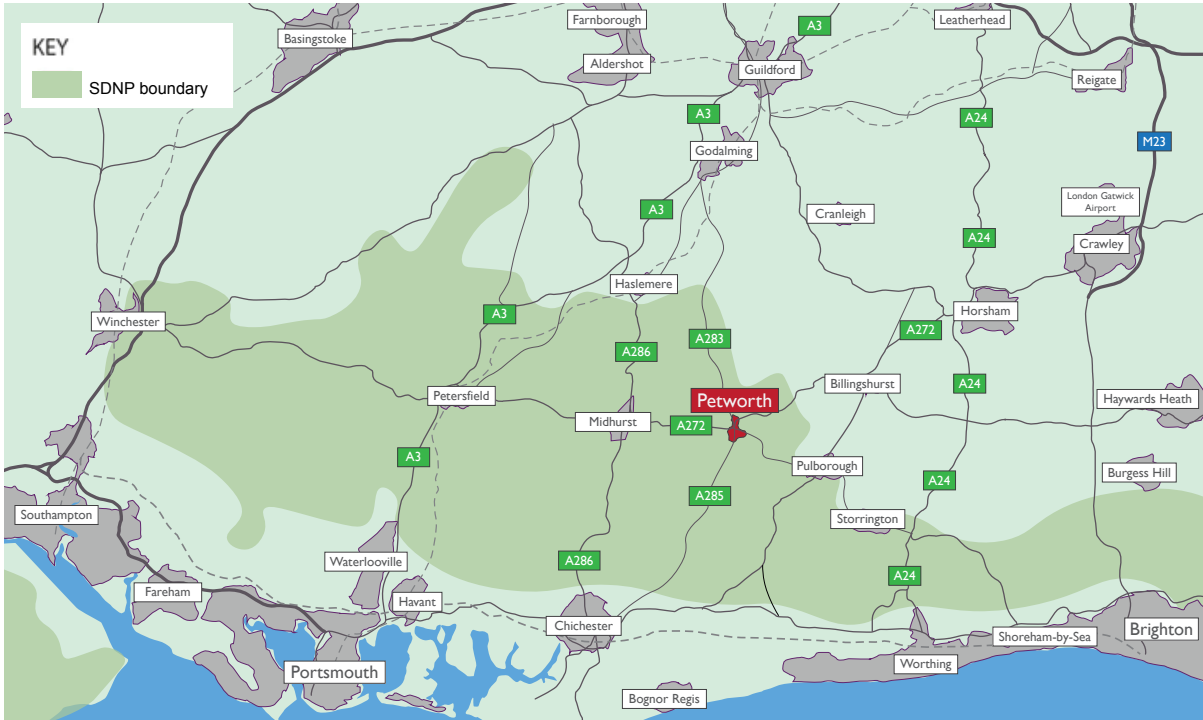 KEY
SDNP boundary
Basingstoke
Farnborough
Aldershot
A3
Guildford
Leatherhead
Reigate
A3
Godalming
A24
M23
A3
Cranleigh
London Gatwick
Airport
Crawley
A24
Haslemere
Winchester
A3
A286
A283
A272
Horsham
Petersfield
Petworth
Billingshurst
A24
Haywards Heath
Midhurst
A272
A3
Pulborough
Burgess Hill
A285
A24
Southampton
Storrington
Waterlooville
A286
A24
Fareham
Havant
Chichester
Shoreham-by-Sea
Brighton
Portsmouth
Worthing
Bognor Regis